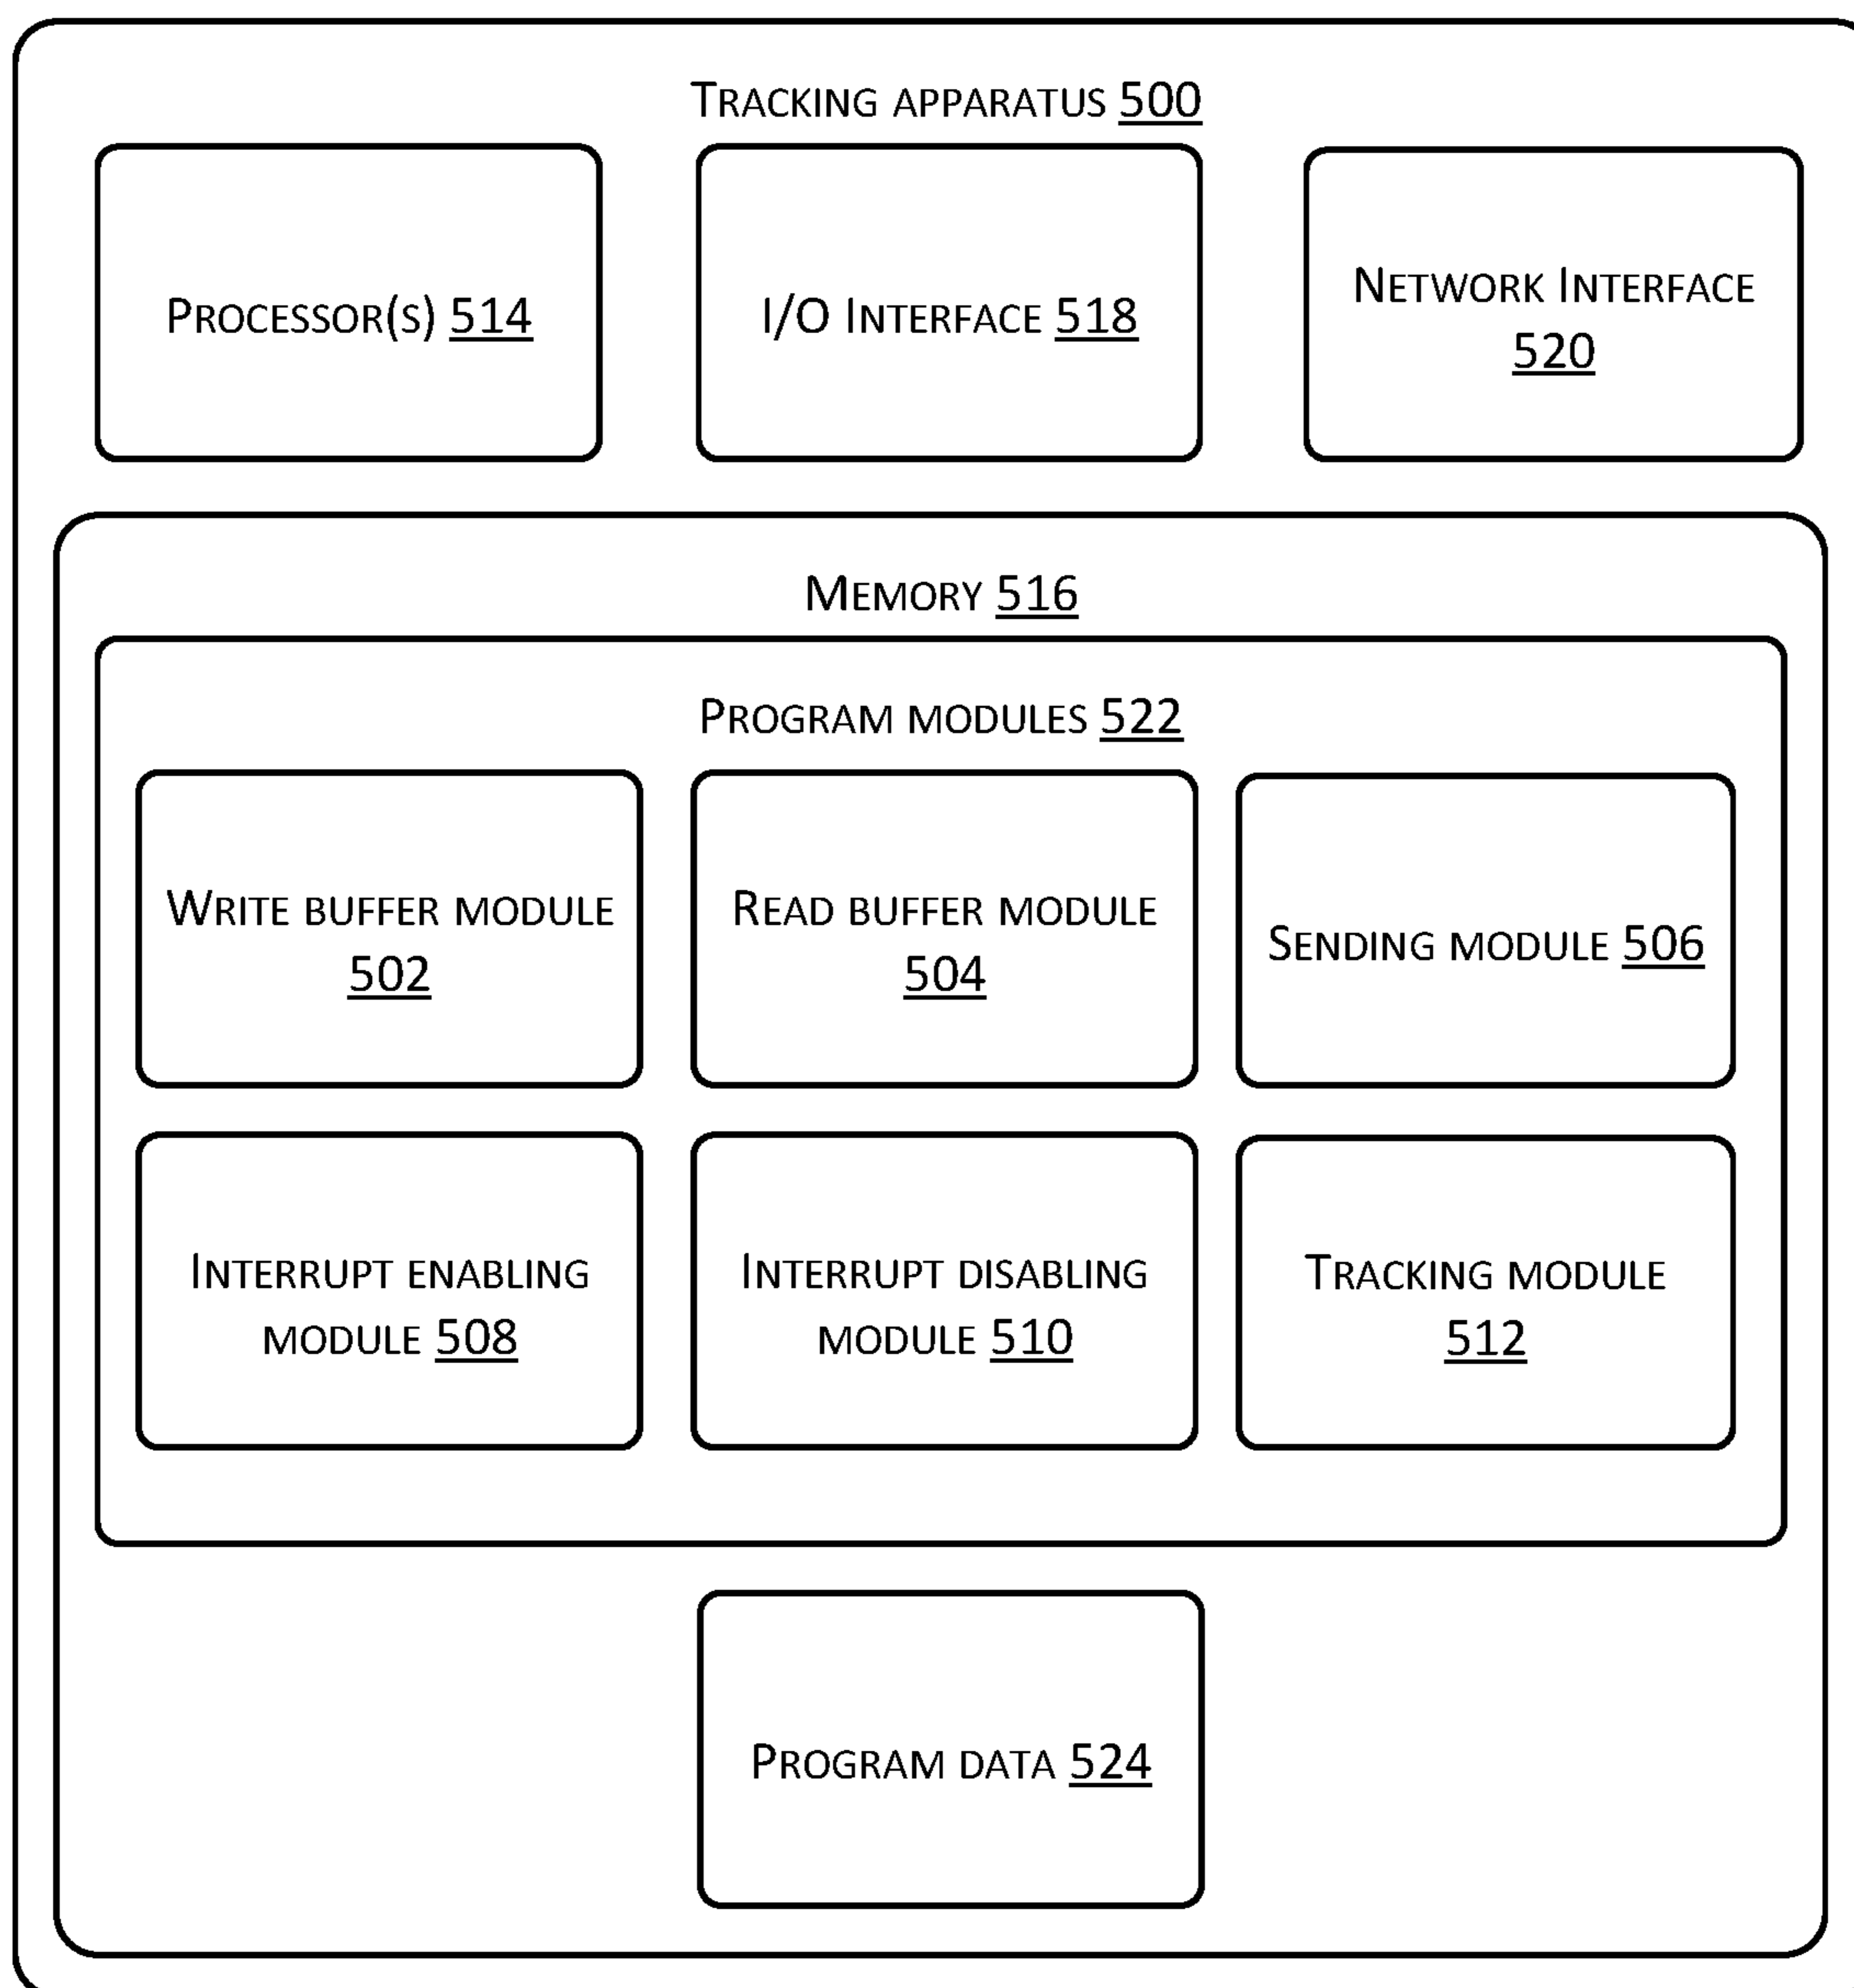 TRACKING APPARATUS 500
PROCESSOR(S) 514
I/O INTERFACE 518
NETWORK INTERFACE
520
MEMORY 516
PROGRAM MODULES 522
WRITE BUFFER MODULE
502
READ BUFFER MODULE
504
SENDING MODULE 506
INTERRUPT ENABLING
MODULE 508
INTERRUPT DISABLING
MODULE 510
TRACKING MODULE
512
PROGRAM DATA 524